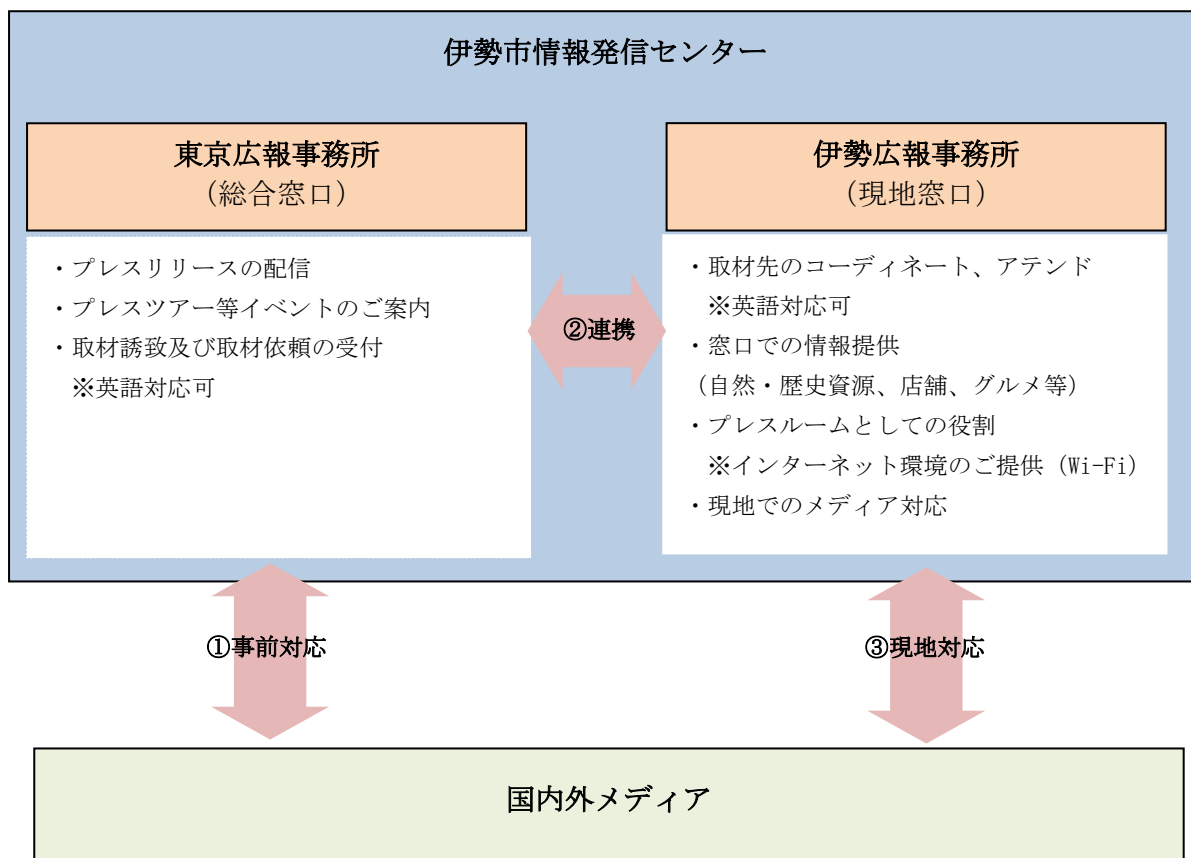 伊勢市情報発信センター
東京広報事務所
（総合窓口）
・プレスリリースの配信
・プレスツアー等イベントのご案内
・取材誘致及び取材依頼の受付
※英語対応可
②連携
伊勢広報事務所
（現地窓口）
・取材先のコーディネート、アテンド
※英語対応可
・窓口での情報提供
（自然・歴史資源、店舗、グルメ等）
・プレスルームとしての役割
※インターネット環境のご提供（Wi-Fi）
・現地でのメディア対応
①事前対応
③現地対応
国内外メディア